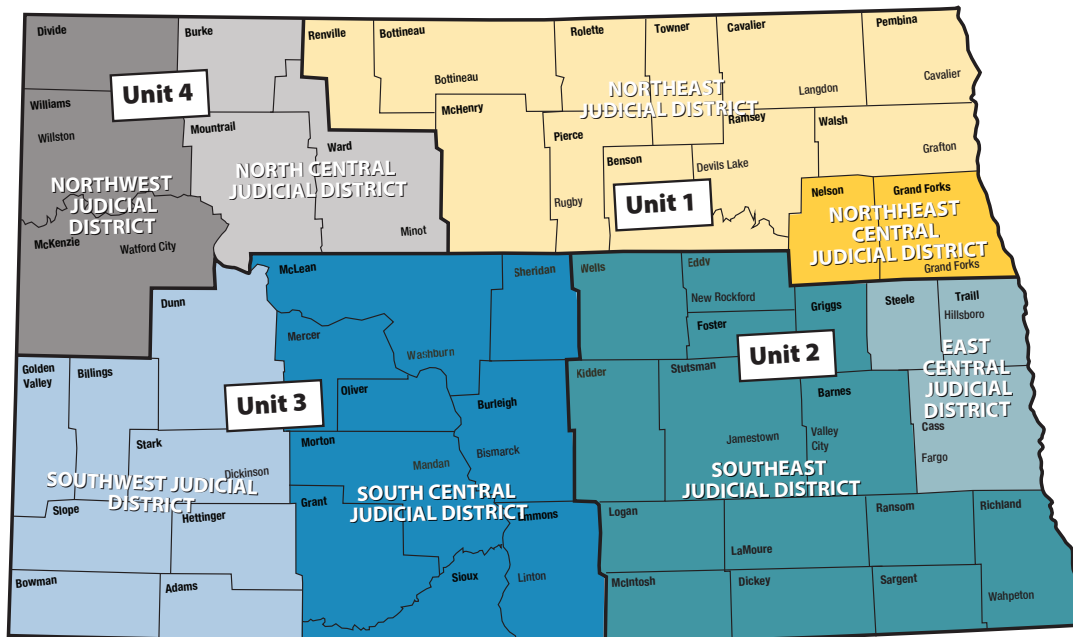 Divide
Burke
Renville
Bottineau
Rolette
Towner
Cavalier
Pembina
Bottineau
Langdon
Cavalier
Unit 4
NORTHEAST
JUDICIAL DISTRICT
Williams
McHenry
Ramsey
Walsh
Willston
Mountrail
Ward
Pierce
Benson
Devils Lake
Grafton
NORTH CENTRAL
JUDICIAL DISTRICT
NORTHWEST
JUDICIAL
DISTRICT
Rugby
Unit 1
Nelson
Grand Forks
NORTHHEAST
CENTRAL
JUDICIAL DISTRICT
Grand Forks
McKenzie
Watford City
Minot
McLean
Sheridan
Wells
Eddy
New Rockford
Dunn
Foster
Griggs
Steele
Traill
Hillsboro
Mercer
Washburn
Unit 2
EAST
CENTRAL
JUDICIAL
DISTRICT
Golden
Valley
Billings
Kidder
Stutsman
Unit 3
Oliver
Burleigh
Barnes
Cass
Stark
Morton
Jamestown
Valley
City
Fargo
Dickinson
Mandan
Bismarck
SOUTHWEST JUDICIAL
DISTRICT
SOUTH CENTRAL
JUDICIAL DISTRICT
SOUTHEAST
JUDICIAL DISTRICT
Slope
Hettinger
Grant
Emmons
Logan
Ransom
Richland
LaMoure
Bowman
Adams
Sioux
Linton
McIntosh
Dickey
Sargent
Wahpeton